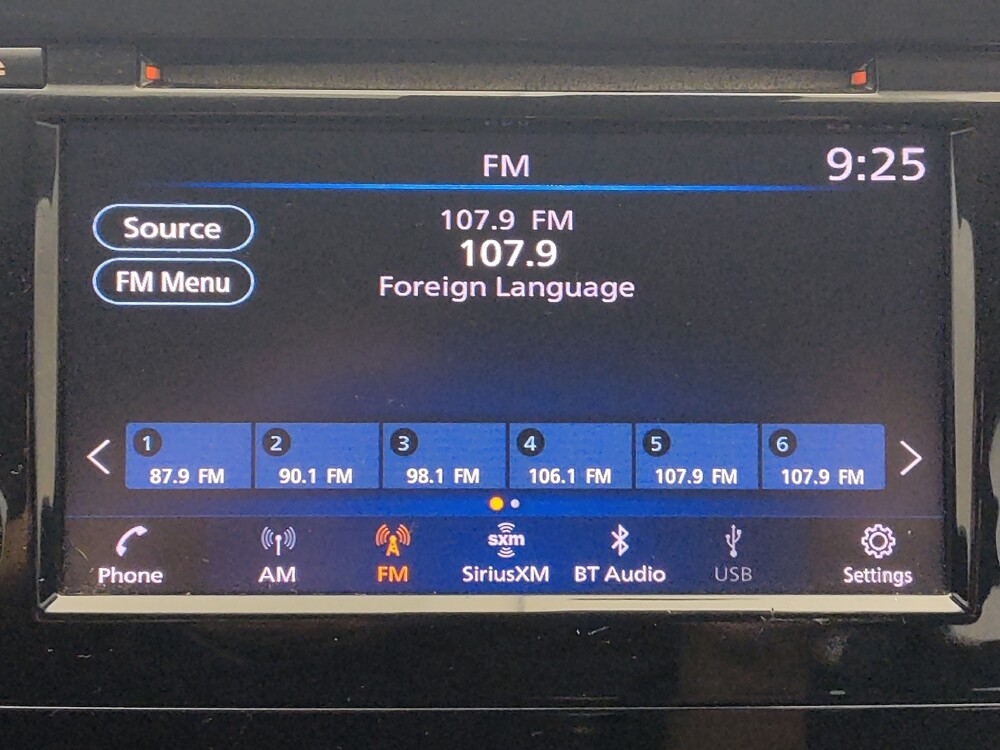 FM
9:25
Source
107.9 FM
107.9
FM Menu
Foreign Language
1
2
3
4
5
6
87.9 FM
90.1 FM
98.1 FM
106.1 FM
107.9 FM
107.9 FM
sxm
Phone
AM
FM
SiriusXM
BT Audio
USB
Settings